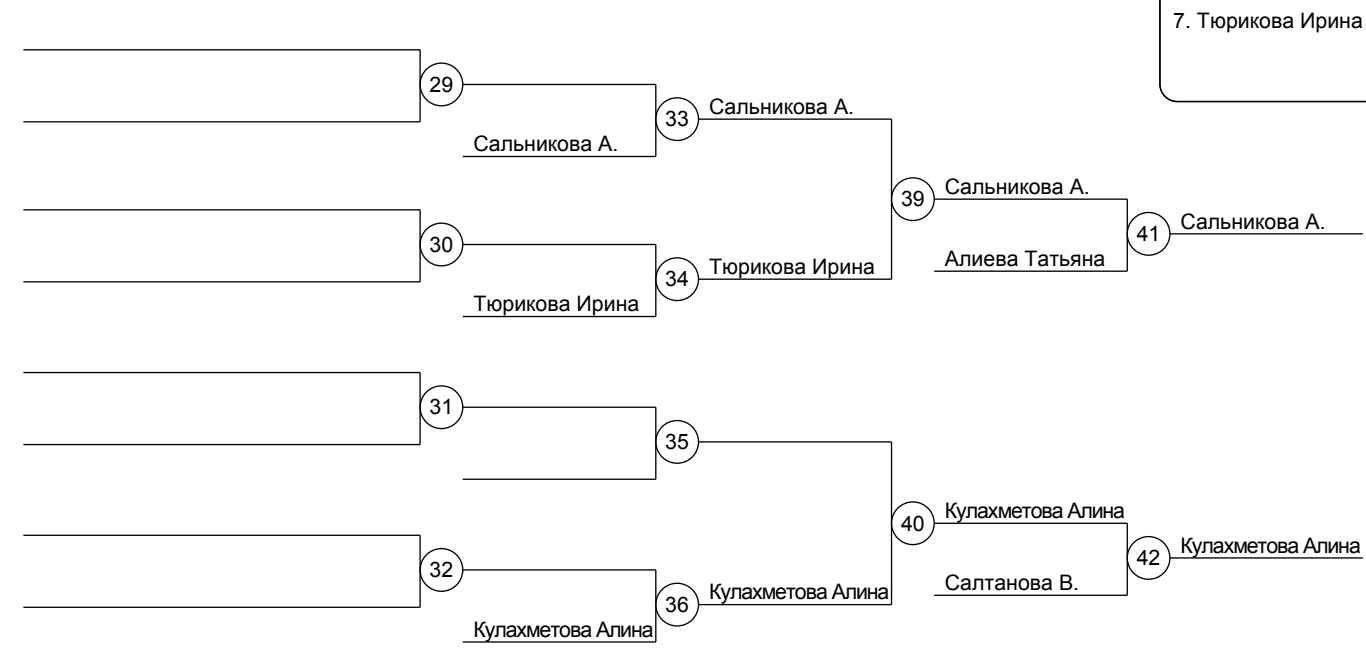 7. Тюрикова Ирина
29
33
Сальникова А.
Сальникова А.
39
Сальникова А.
41
Сальникова А.
30
34
Тюрикова Ирина
Алиева Татьяна
Тюрикова Ирина
31
35
40
Кулахметова Алина
42
Кулахметова Алина
32
36
Кулахметова Алина
Салтанова В.
Кулахметова Алина